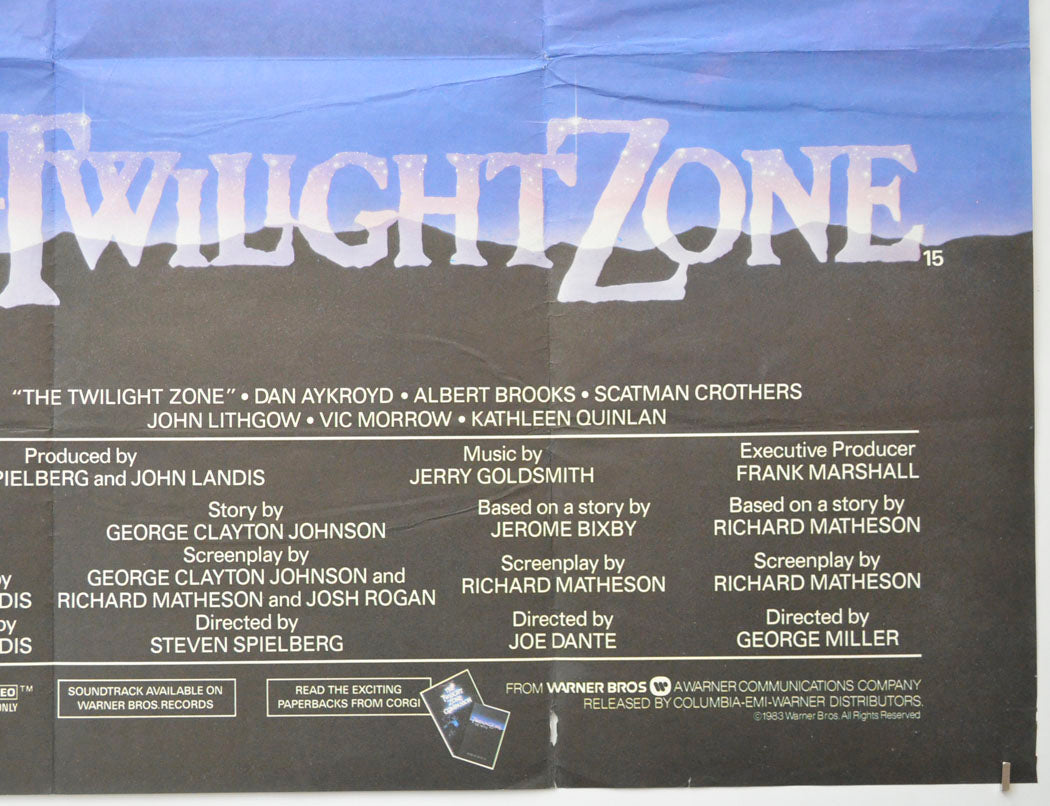 TWILIGHT ZONE
15
"THE TWILIGHT ZONE" • DAN AYKROYD • ALBERT BROOKS • SCATMAN CROTHERS
JOHN LITHGOW • VIC MORROW • KATHLEEN QUINLAN
Produced by
PIELBERG and JOHN LANDIS
Music by
JERRY GOLDSMITH
Executive Producer
FRANK MARSHALL
y
DIS
by
DIS
Story by
GEORGE CLAYTON JOHNSON
Screenplay by
GEORGE CLAYTON JOHNSON and
RICHARD MATHESON and JOSH ROGAN
Directed by
STEVEN SPIELBERG
Based on a story by
JEROME BIXBY
Screenplay by
RICHARD MATHESON
Directed by
JOE DANTE
Based on a story by
RICHARD MATHESON
Screenplay by
RICHARD MATHESON
Directed by
GEORGE MILLER
EO ™
NLY
SOUNDTRACK AVAILABLE ON
WARNER BROS. RECORDS
READ THE EXCITING
PAPERBACKS FROM CORGI
FROM WARNER BROS A WARNER COMMUNICATIONS COMPANY
RELEASED BY COLUMBIA-EMI-WARNER DISTRIBUTORS.
© 1983 Warner Bros. All Rights Reserved